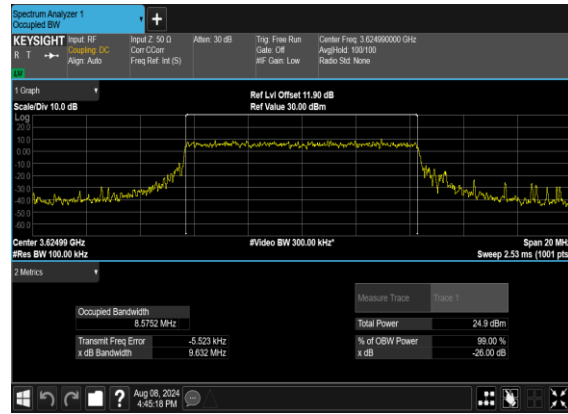 Spectrum Analyzer 1
Occupied BW
+
KEYSIGHT Input: RF Input Z: 50 Ω Atten: 30 dB Trig: Free Run Center Freq: 3.624990000 GHz
R T Coupling: DC Corr CCorr Gate: Off Avg|Hold: 100/100
Align: Auto Freq Ref: Int (S) #IF Gain: Low Radio Std: None
1 Graph
Ref Lvl Offset 11.90 dB
Scale/Div 10.0 dB Ref Value 30.00 dBm
Log
20.0
10.0
0.00
-10.0
-20.0
-30.0
-40.0
-50.0
-60.0
Center 3.62499 GHz #Video BW 300.00 kHz* Span 20 MHz
#Res BW 100.00 kHz Sweep 2.53 ms (1001 pts
2 Metrics
Measure Trace Trace 1
Occupied Bandwidth
8.5752 MHz Total Power 24.9 dBm
Transmit Freq Error -5.523 kHz % of OBW Power 99.00 %
x dB Bandwidth 9.632 MHz x dB -26.00 dB
? Aug 08, 2024
4:45:18 PM